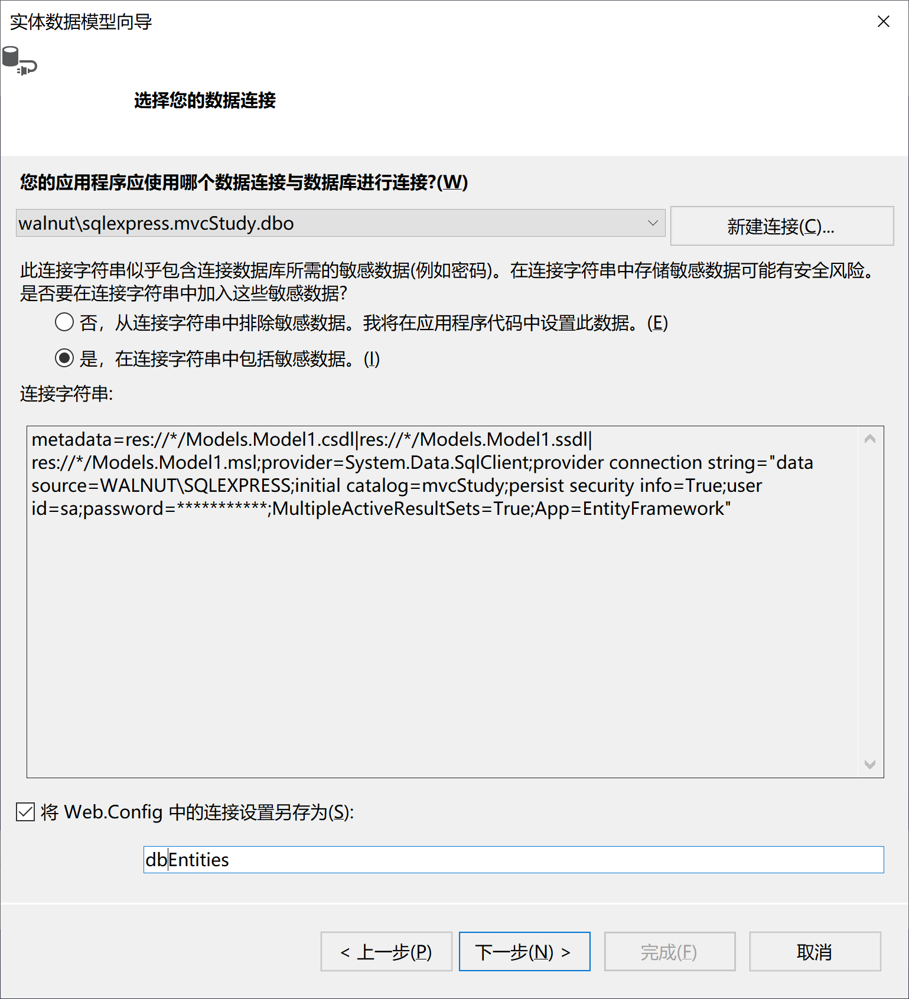 实体数据模型向导
选择您的数据连接
您的应用程序应使用哪个数据连接与数据库进行连接?(W)
walnut\sqlexpress.mvcStudy.dbo
新建连接(C)...
此连接字符串似乎包含连接数据库所需的敏感数据(例如密码)。在连接字符串中存储敏感数据可能有安全风险。
是否要在连接字符串中加入这些敏感数据?
否，从连接字符串中排除敏感数据。我将在应用程序代码中设置此数据。(E)
是，在连接字符串中包括敏感数据。(I)
连接字符串:
metadata=res://*/Models.Model1.csdl|res://*/Models.Model1.ssdl|
res://*/Models.Model1.msl;provider=System.Data.SqlClient;provider connection string="data
source=WALNUT\SQLEXPRESS;initial catalog=mvcStudy;persist security info=True;user
id=sa;password=***********;MultipleActiveResultSets=True;App=EntityFramework"
将 Web.Config 中的连接设置另存为(S):
dbEntities
< 上一步(P)
下一步(N) >
完成(F)
取消